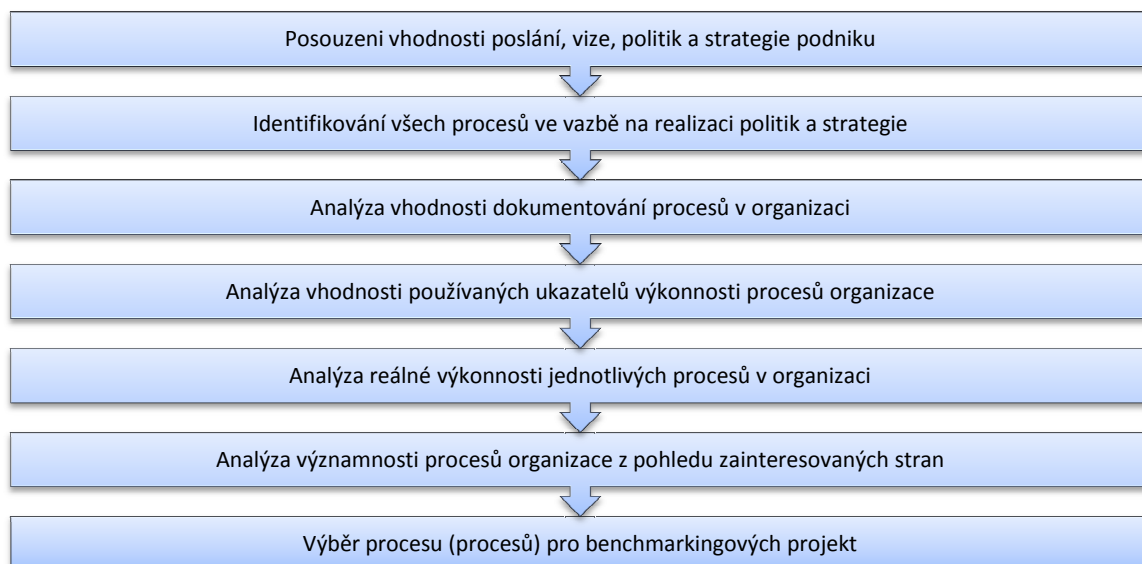 Posouzeni vhodnosti poslání, vize, politik a strategie podniku
Identifikování všech procesů ve vazbě na realizaci politik a strategie
Analýza vhodnosti dokumentování procesů v organizaci
Analýza vhodnosti používaných ukazatelů výkonnosti procesů organizace
Analýza reálné výkonnosti jednotlivých procesů v organizaci
Analýza významnosti procesů organizace z pohledu zainteresovaných stran
Výběr procesu (procesů) pro benchmarkingových projekt